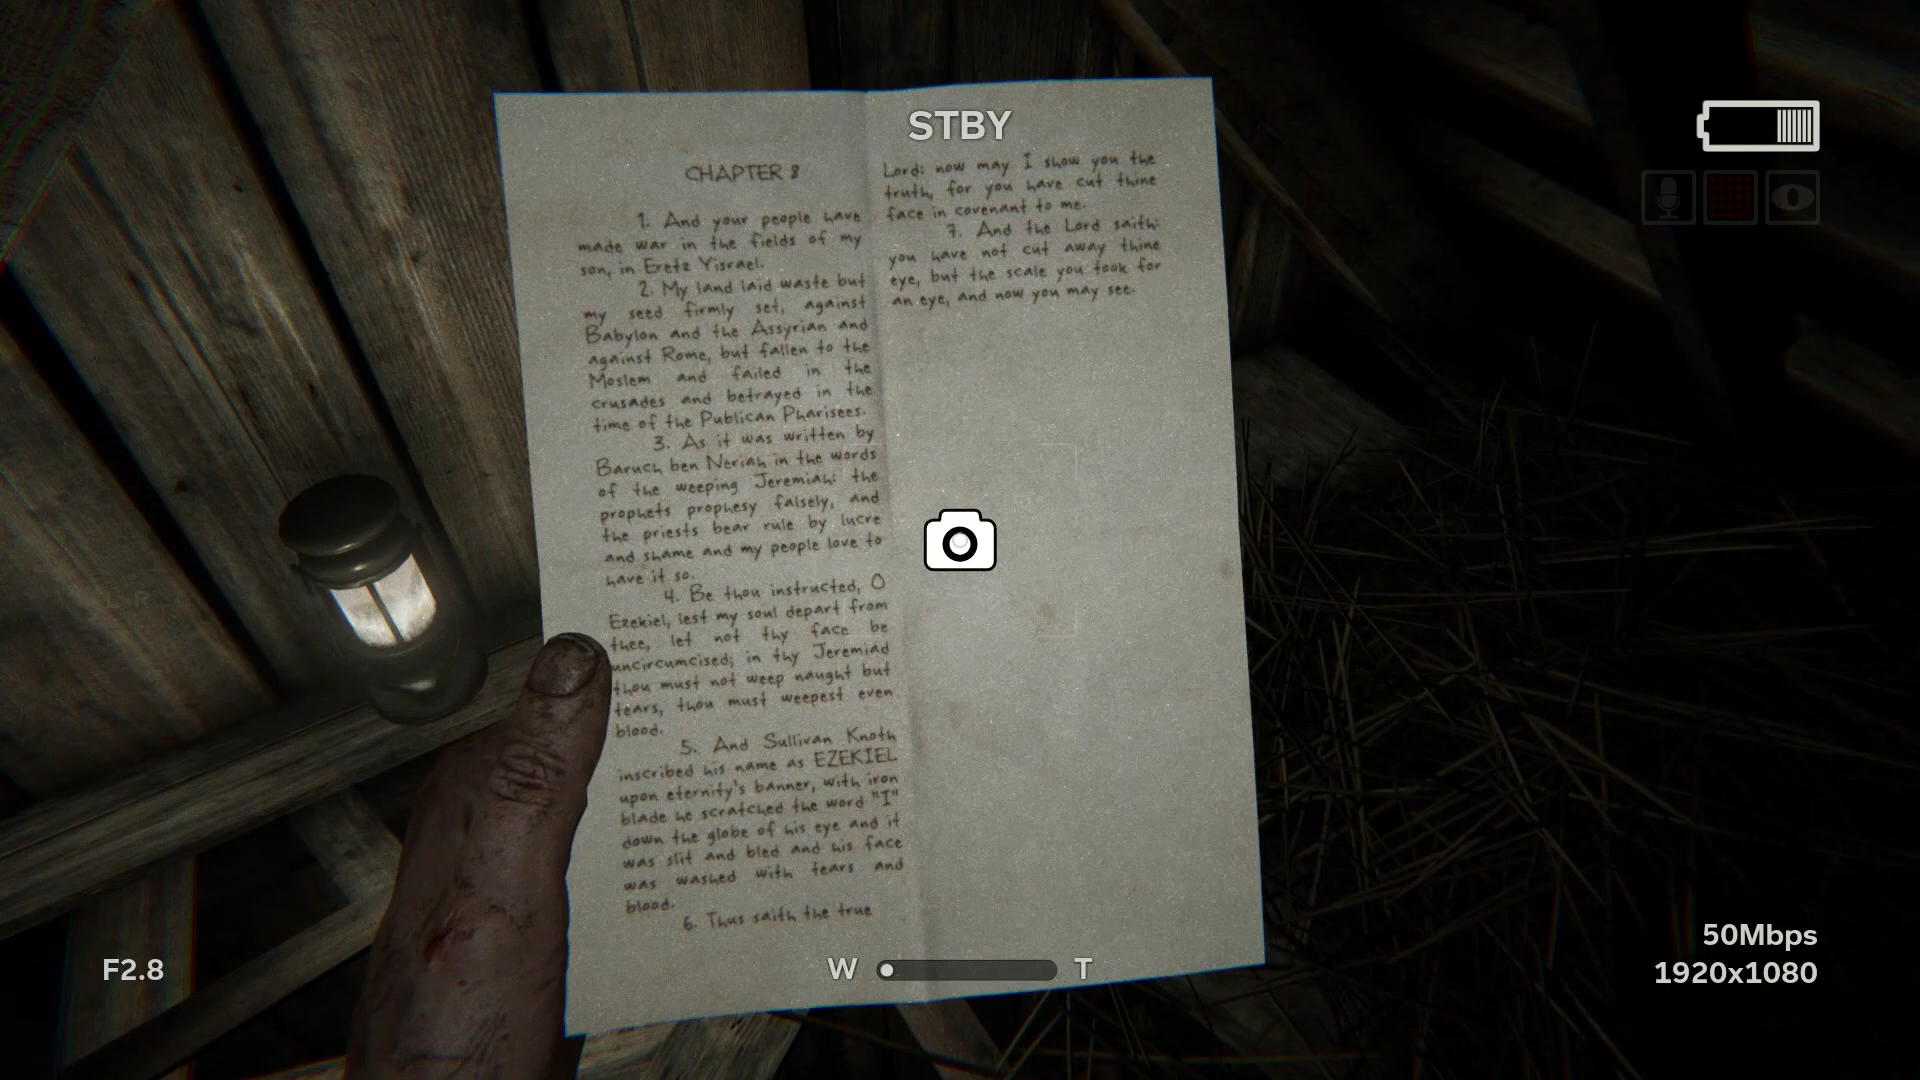 STBY
CHAPTER 8
1. And your people have
made war in the fields of my
son, in Eretz Yisrael.
2. My land laid waste but
my seed firmly set, against
Babylon and the Assyrian and
against Rome, but fallen to the
Moslem and failed in the
crusades and betrayed in the
time of the Publican Pharisees.
3. As it was written by
Baruch ben Neriah in the words
of the weeping Jeremiah: the
prophets prophesy falsely, and
the priests bear rule by lucre
and shame and my people love to
have it so.
4. Be thou instructed, O
Ezekiel, lest my soul depart from
thee, let not thy face be
uncircumcised; in thy Jeremiad
thou must not weep naught but
tears, thou must weepest even
blood.
5. And Sullivan Knoth
inscribed his name as EZEKIEL
upon eternity's banner, with iron
blade he scratched the word "I"
down the globe of his eye and it
was slit and bled and his face
was washed with tears and
blood.
6. Thus saith the true
Lord: now may I show you the
truth, for you have cut thine
face in covenant to me.
7. And the Lord saith:
you have not cut away thine
eye, but the scale you took for
an eye, and now you may see.
L R
F2.8
W T
50Mbps
1920x1080